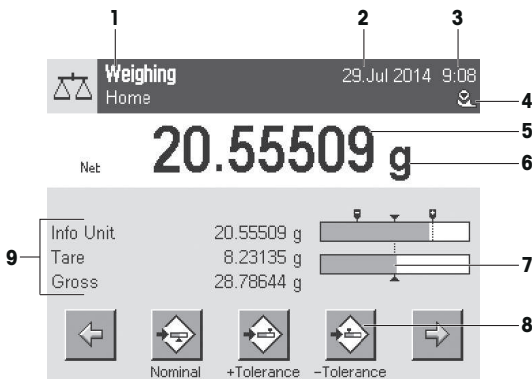 1 2 3
Weighing 29.Jul 2014 9:08
Home 4
5
Net 20.55509 g 6
Info Unit 20.55509 g
9 Tare 8.23135 g 7
Gross 28.78644 g
8
Nominal +Tolerance −Tolerance